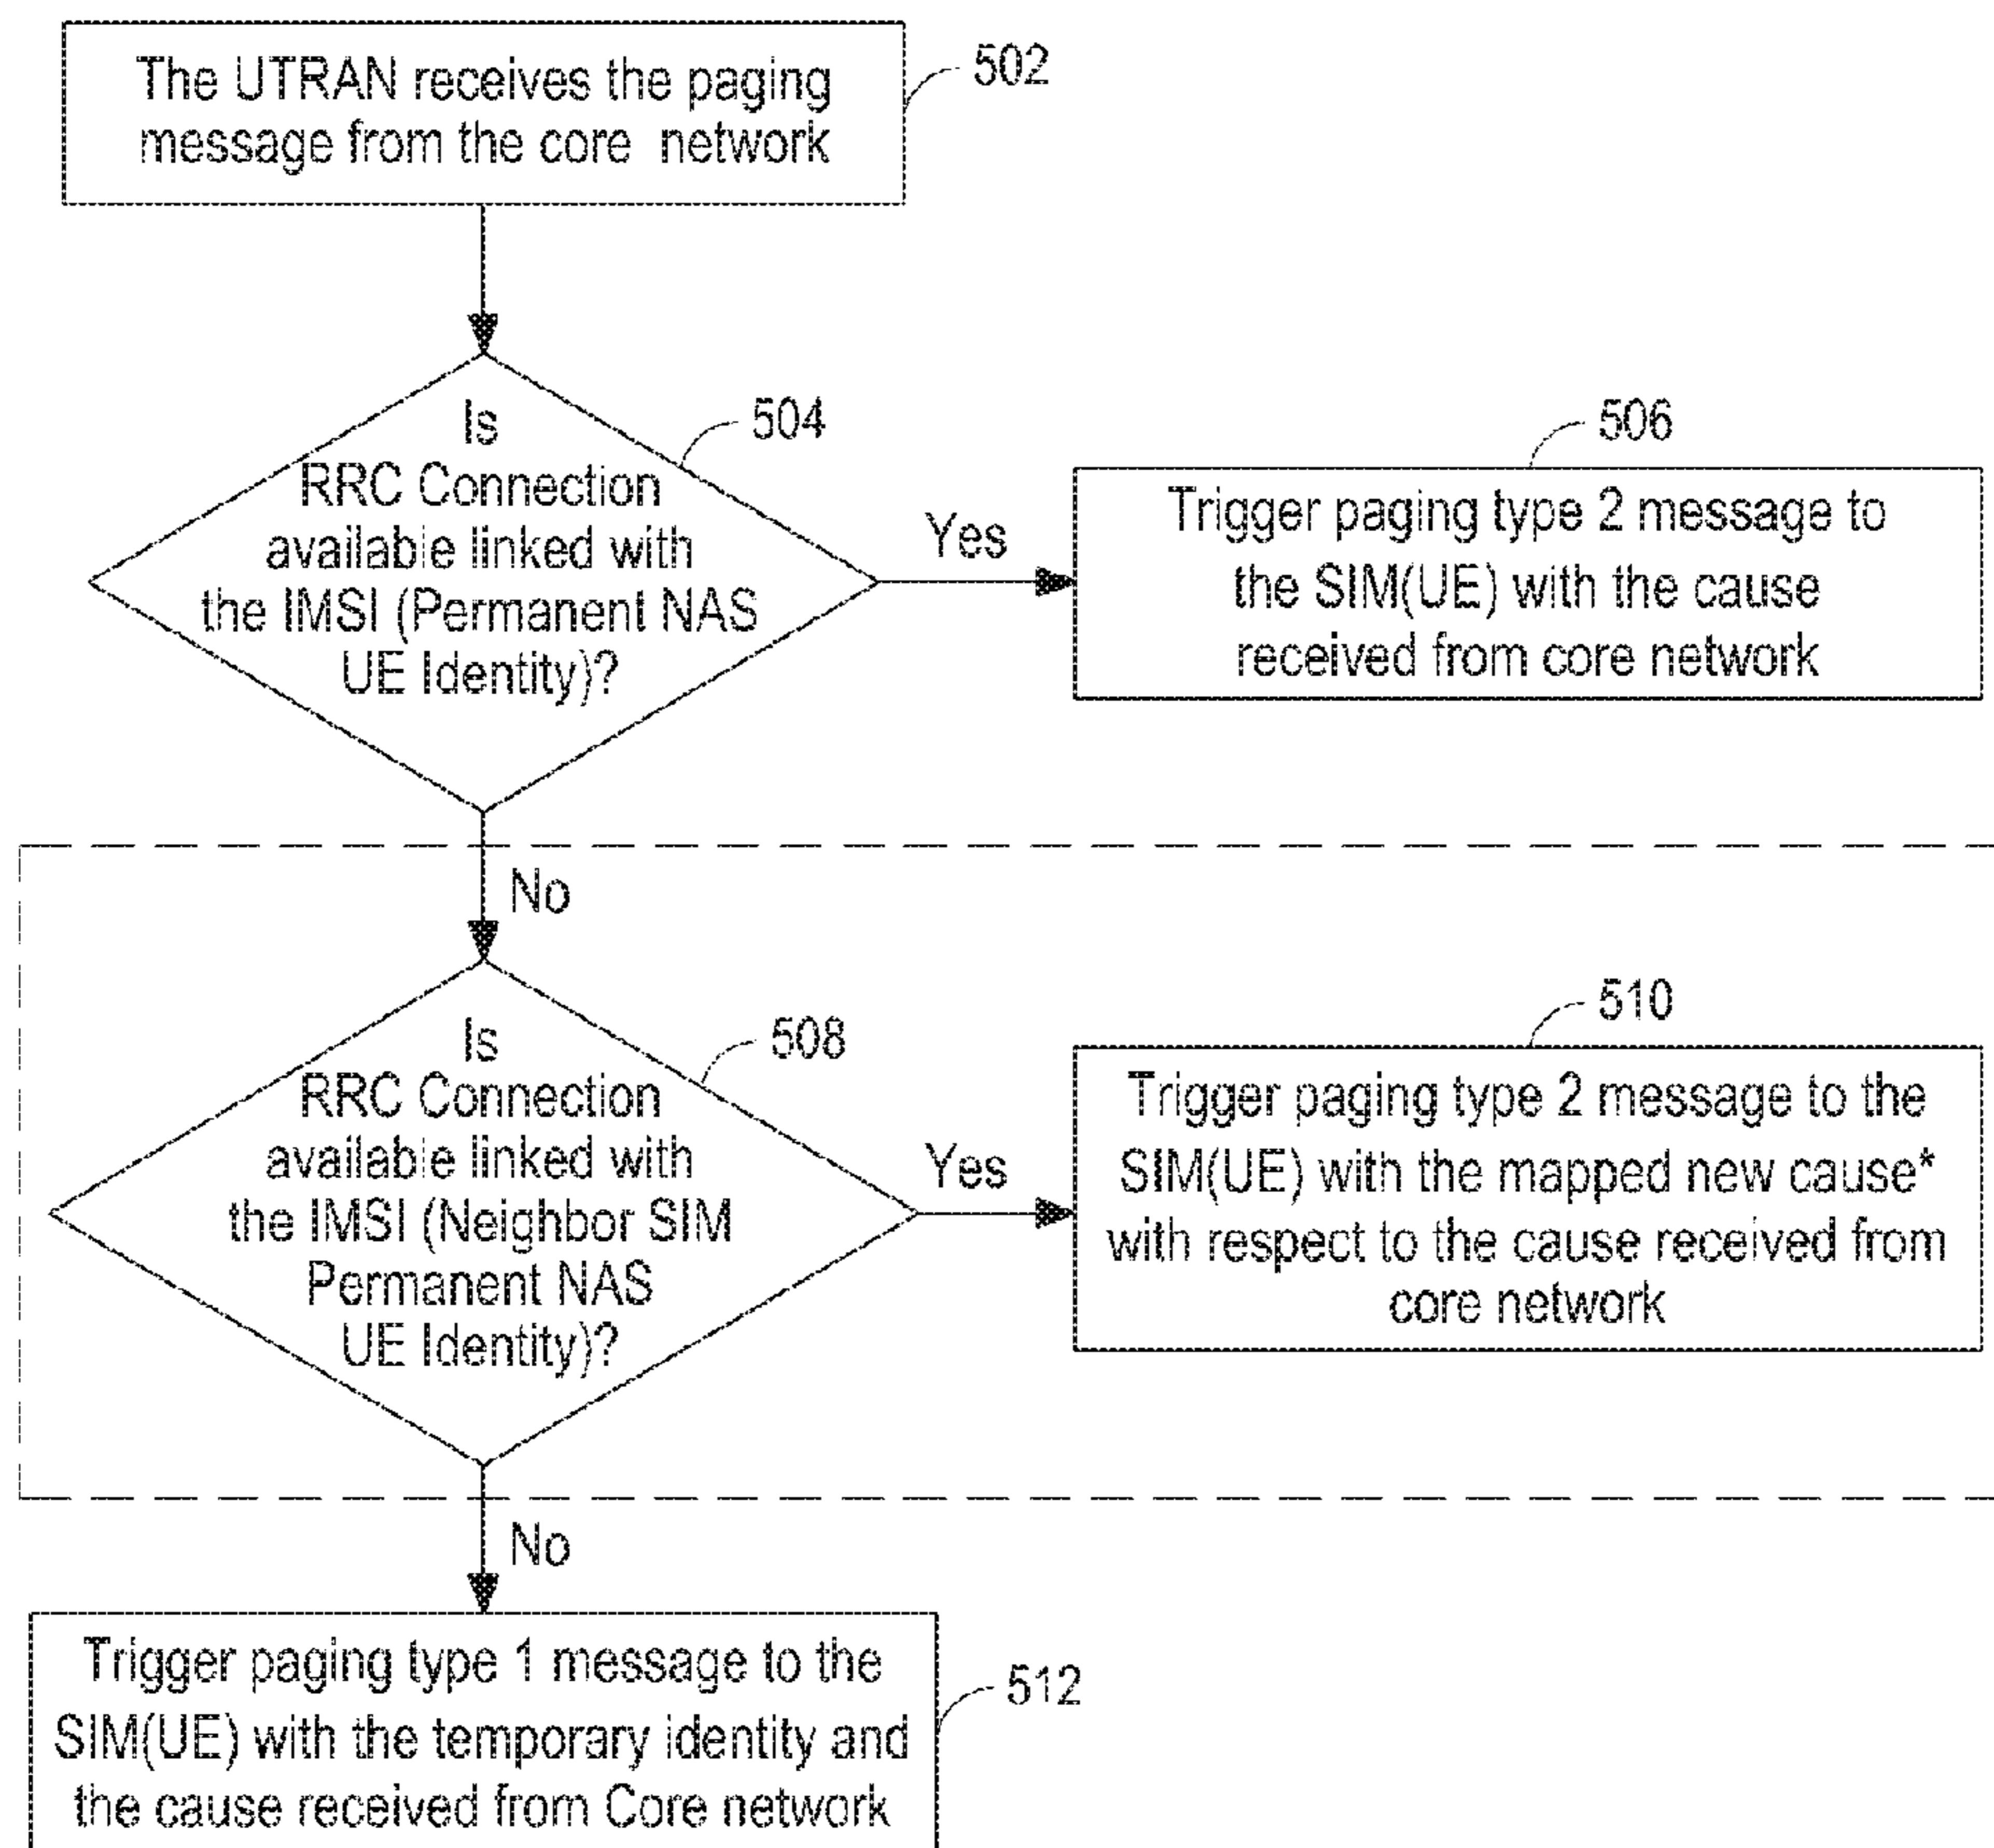 The UTRAN receives the paging
message from the core network
502
Is
RRC Connection
available linked with
the IMSI (Permanent NAS
UE Identity)?
504
Yes
506
Trigger paging type 2 message to
the SIM(UE) with the cause
received from core network
No
Is
RRC Connection
available linked with
the IMSI (Neighbor SIM
Permanent NAS
UE Identity)?
508
Yes
510
Trigger paging type 2 message to the
SIM(UE) with the mapped new cause*
with respect to the cause received from
core network
No
Trigger paging type 1 message to the
SIM(UE) with the temporary identity and
the cause received from Core network
512